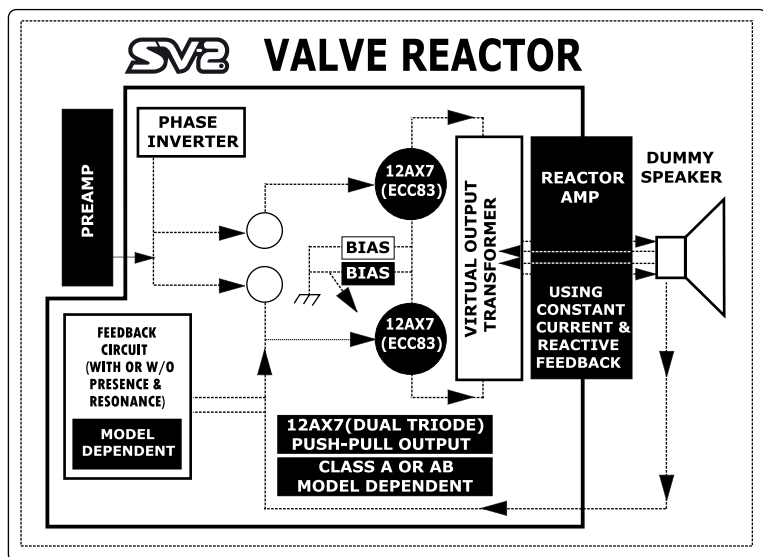 SV-2 VALVE REACTOR
PREAMP
PHASE
INVERTER
12AX7
(ECC83)
BIAS
BIAS
12AX7
(ECC83)
VIRTUAL OUTPUT
TRANSFORMER
REACTOR
AMP
USING
CONSTANT
CURRENT &
REACTIVE
FEEDBACK
DUMMY
SPEAKER
FEEDBACK
CIRCUIT
(WITH OR W/O
PRESENCE &
RESONANCE)
MODEL
DEPENDENT
12AX7(DUAL TRIODE)
PUSH-PULL OUTPUT
CLASS A OR AB
MODEL DEPENDENT